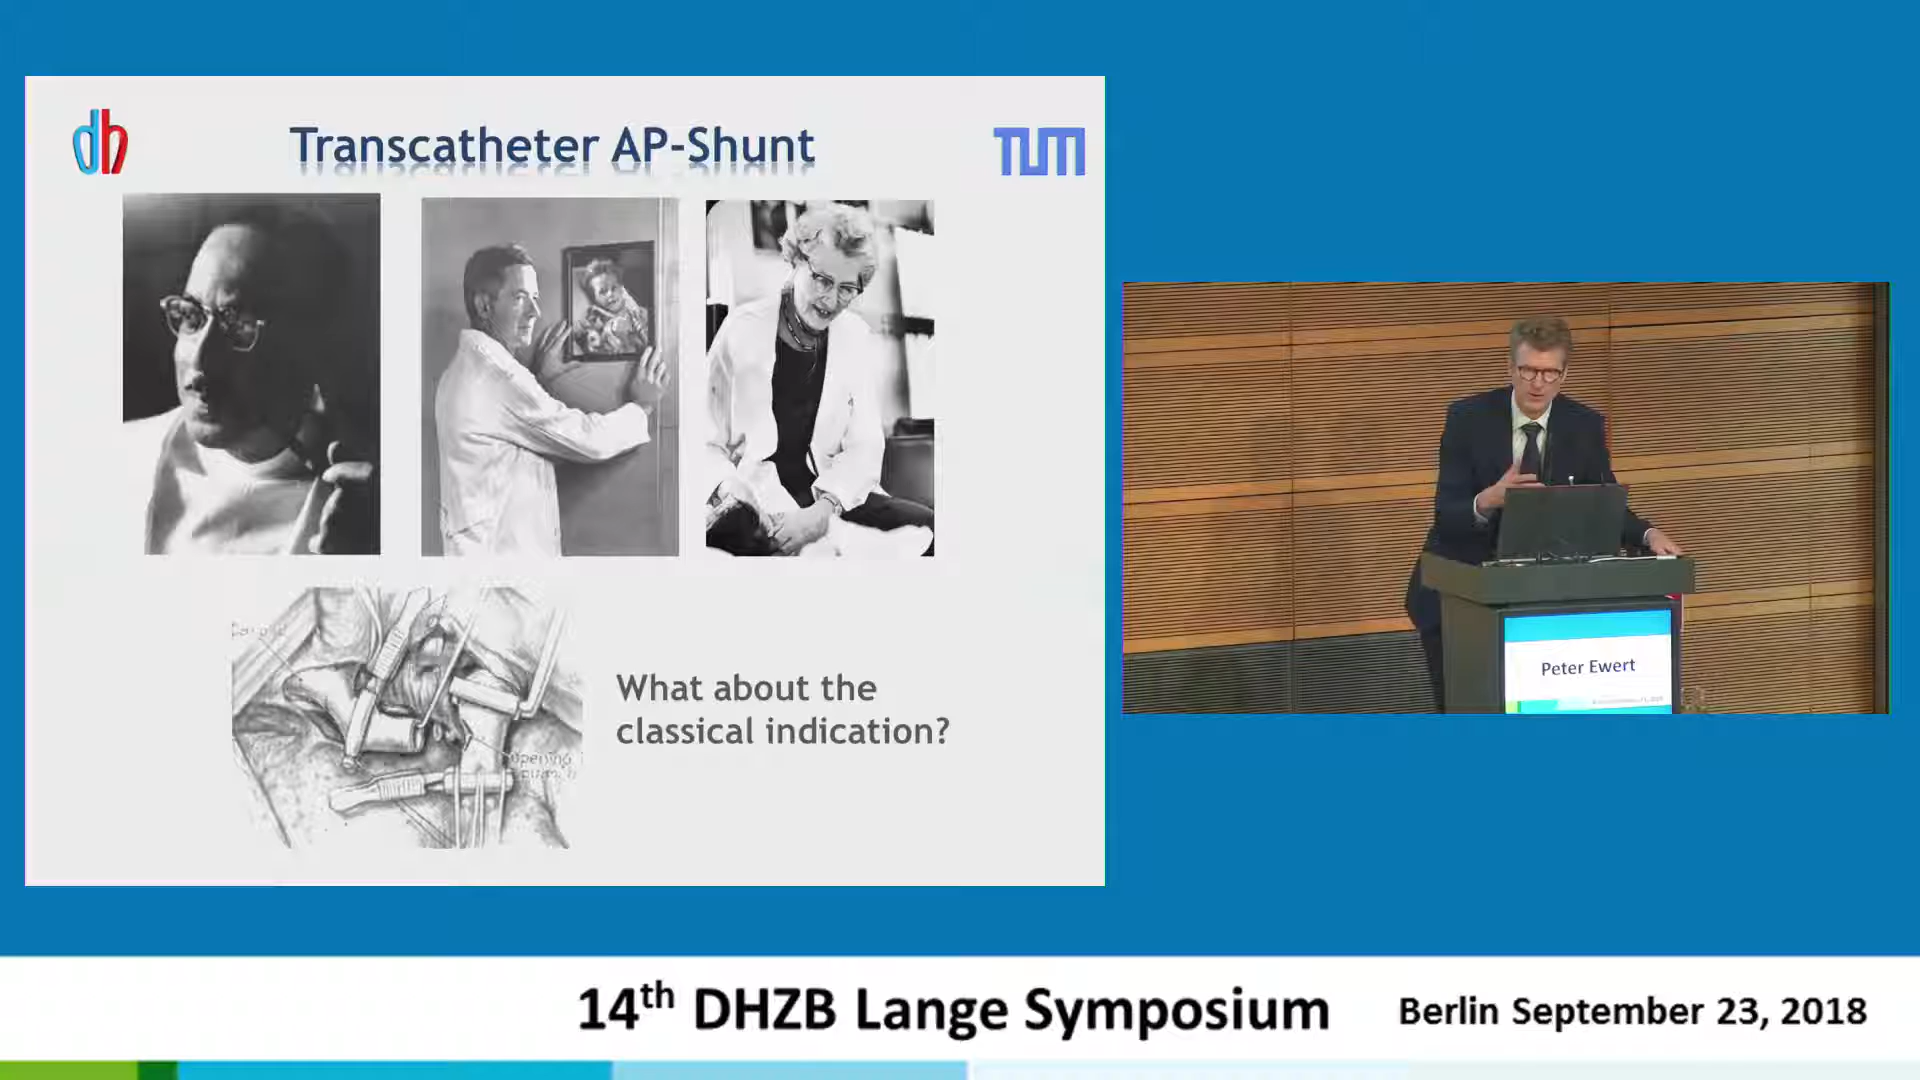 dh
Transcatheter AP-Shunt
TUM
What about the
classical indication?
Peter Ewert
14th DHZB Lange Symposium
Berlin September 23, 2018